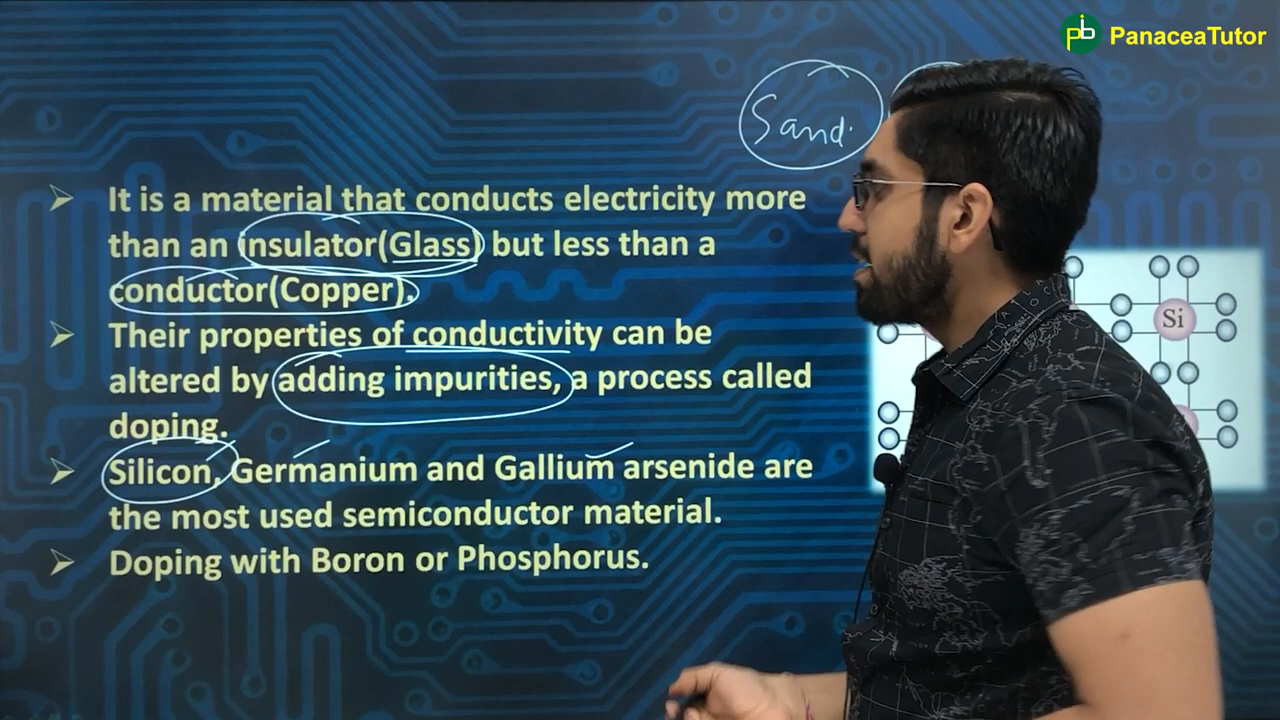 PanaceaTutor
Sand.
It is a material that conducts electricity more
than an insulator(Glass) but less than a
conductor(Copper).
Their properties of conductivity can be
altered by adding impurities, a process called
doping.
Silicon, Germanium and Gallium arsenide are
the most used semiconductor material.
Doping with Boron or Phosphorus.
Si